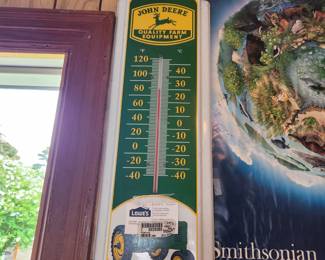 JOHN DEERE
QUALITY FARM
EQUIPMENT
°F °C
120
100 40
80 30
60 20
40 10
20 0
0 -10
-20 -20
-40 -40
LOWE'S
Smithsonian